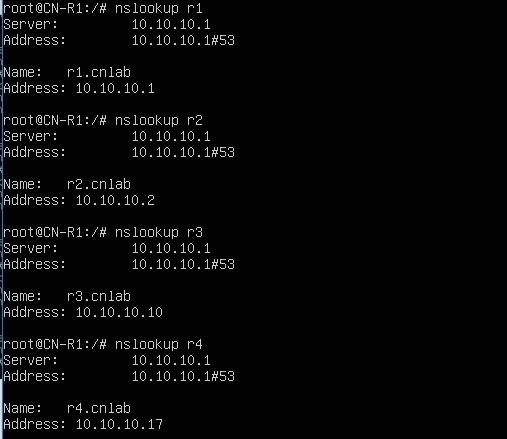 root@CN-R1:/# nslookup r1
Server:         10.10.10.1
Address:        10.10.10.1#53

Name:   r1.cnlab
Address: 10.10.10.1

root@CN-R1:/# nslookup r2
Server:         10.10.10.1
Address:        10.10.10.1#53

Name:   r2.cnlab
Address: 10.10.10.2

root@CN-R1:/# nslookup r3
Server:         10.10.10.1
Address:        10.10.10.1#53

Name:   r3.cnlab
Address: 10.10.10.10

root@CN-R1:/# nslookup r4
Server:         10.10.10.1
Address:        10.10.10.1#53

Name:   r4.cnlab
Address: 10.10.10.17